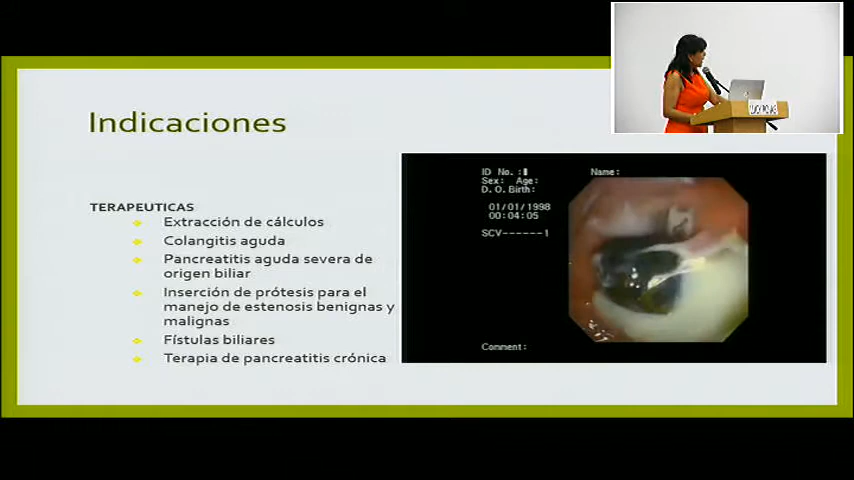 Indicaciones
TERAPEUTICAS
Extracción de cálculos
Colangitis aguda
Pancreatitis aguda severa de
origen biliar
Inserción de prótesis para el
manejo de estenosis benignas y
malignas
Fístulas biliares
Terapia de pancreatitis crónica
ID No. :
Name:
Sex: Age:
D.O.Birth:
01/01/1998
00:04:05
SCV------1
Comment: